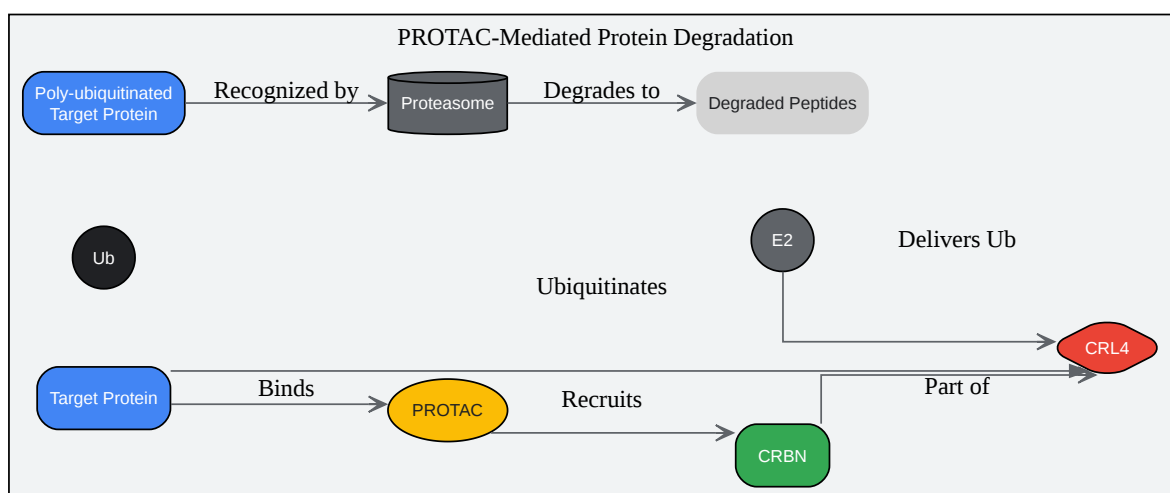 PROTAC-Mediated Protein Degradation
Poly-ubiquitinated
Target Protein
Recognized by
Proteasome
Degrades to
Degraded Peptides
Ub
E2
Delivers Ub
Ubiquitinates
CRL4
Target Protein
Binds
PROTAC
Recruits
Part of
CRBN